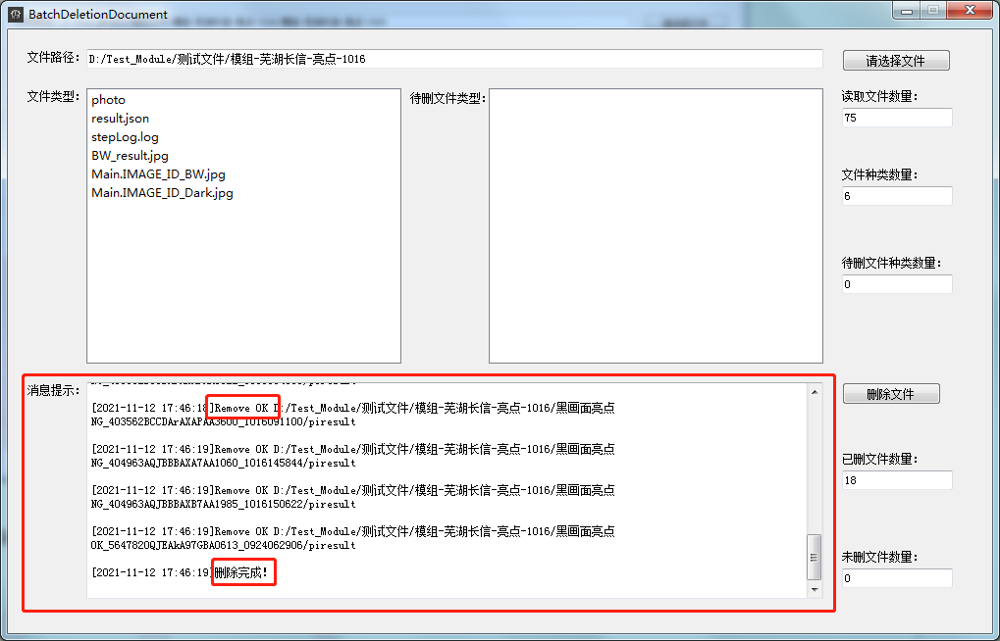 BatchDeletionDocument
文件路径：
D:/Test_Module/测试文件/模组-芜湖长信-亮点-1016
请选择文件
文件类型：
photo
result.json
stepLog.log
BW_result.jpg
Main.IMAGE_ID_BW.jpg
Main.IMAGE_ID_Dark.jpg
待删文件类型：
读取文件数量：
75
文件种类数量：
6
待删文件种类数量：
0
消息提示：
[2021-11-12 17:46:18]Remove OK D:/Test_Module/测试文件/模组-芜湖长信-亮点-1016/黑画面亮点
NG_403562BCCDArAXAPAA3600_1016091100/piresult
[2021-11-12 17:46:19]Remove OK D:/Test_Module/测试文件/模组-芜湖长信-亮点-1016/黑画面亮点
NG_404963AQJBBBAXA7AA1060_1016145844/piresult
[2021-11-12 17:46:19]Remove OK D:/Test_Module/测试文件/模组-芜湖长信-亮点-1016/黑画面亮点
NG_404963AQJBBBAXB7AA1985_1016150622/piresult
[2021-11-12 17:46:19]Remove OK D:/Test_Module/测试文件/模组-芜湖长信-亮点-1016/黑画面亮点
OK_5647820QJEAkA97GBA0613_0924062906/piresult
[2021-11-12 17:46:19]删除完成！
删除文件
已删文件数量：
18
未删文件数量：
0